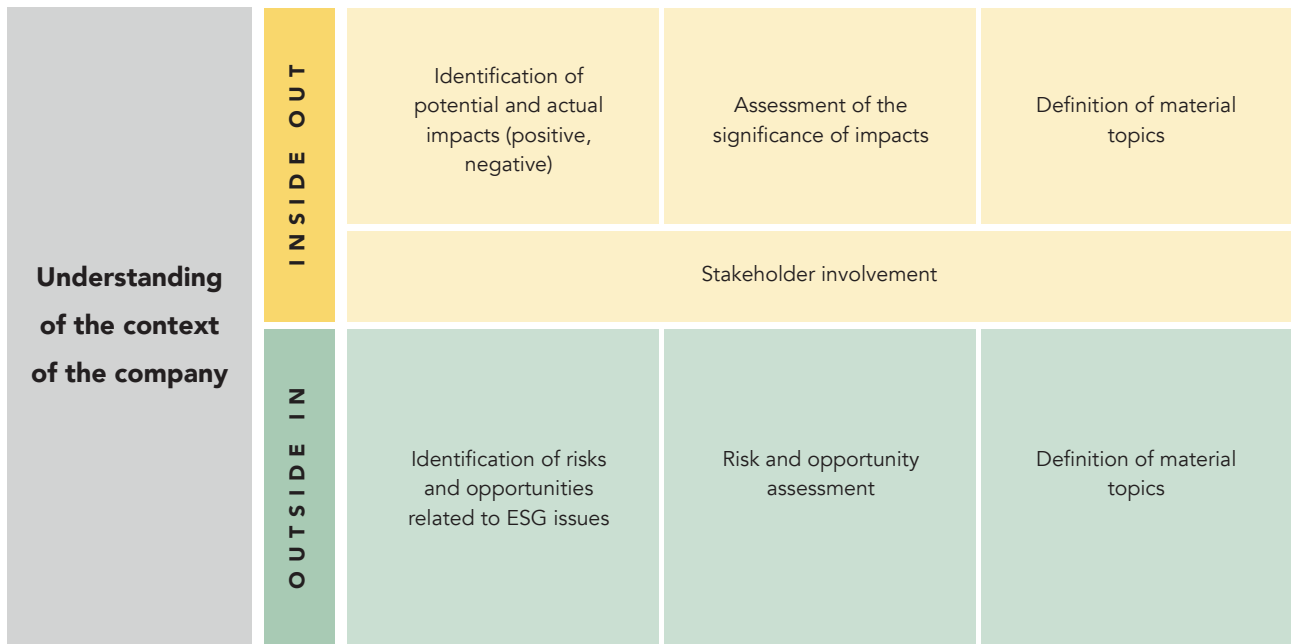 Understanding
of the context
of the company
INSIDE OUT
Identification of
potential and actual
impacts (positive,
negative)
Assessment of the
significance of impacts
Definition of material
topics
Stakeholder involvement
OUTSIDE IN
Identification of risks
and opportunities
related to ESG issues
Risk and opportunity
assessment
Definition of material
topics